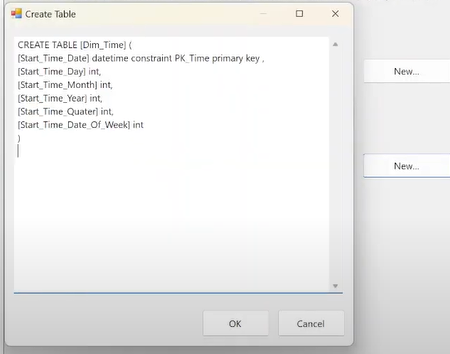 Create Table
CREATE TABLE [Dim_Time] (
[Start_Time_Date] datetime constraint PK_Time primary key ,
[Start_Time_Day] int,
[Start_Time_Month] int,
[Start_Time_Year] int,
[Start_Time_Quater] int,
[Start_Time_Date_Of_Week] int
)
New...
New...
OK
Cancel